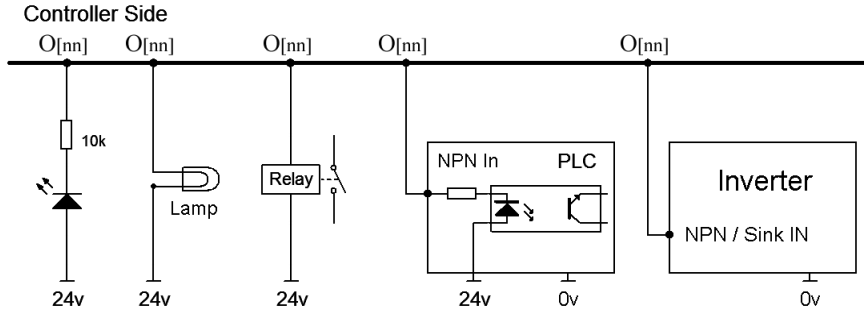 Controller Side
O[nn] O[nn] O[nn] O[nn] O[nn]
10k
Lamp
Relay
NPN In PLC
Inverter
NPN / Sink IN
24v 24v 24v 24v 0v 0v